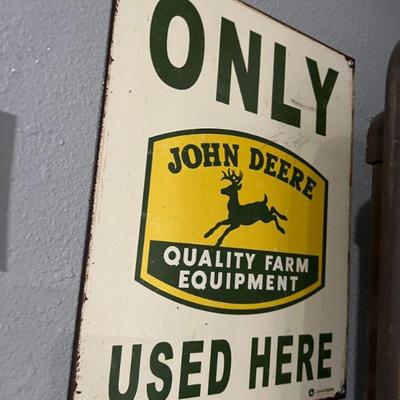 ONLY
JOHN DEERE
QUALITY FARM
EQUIPMENT
USED HERE